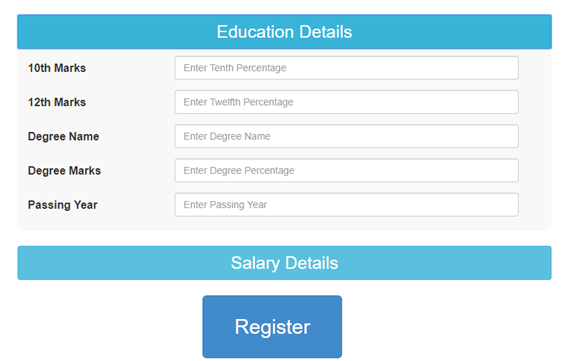 Education Details
10th Marks Enter Tenth Percentage
12th Marks Enter Twelfth Percentage
Degree Name Enter Degree Name
Degree Marks Enter Degree Percentage
Passing Year Enter Passing Year
Salary Details
Register